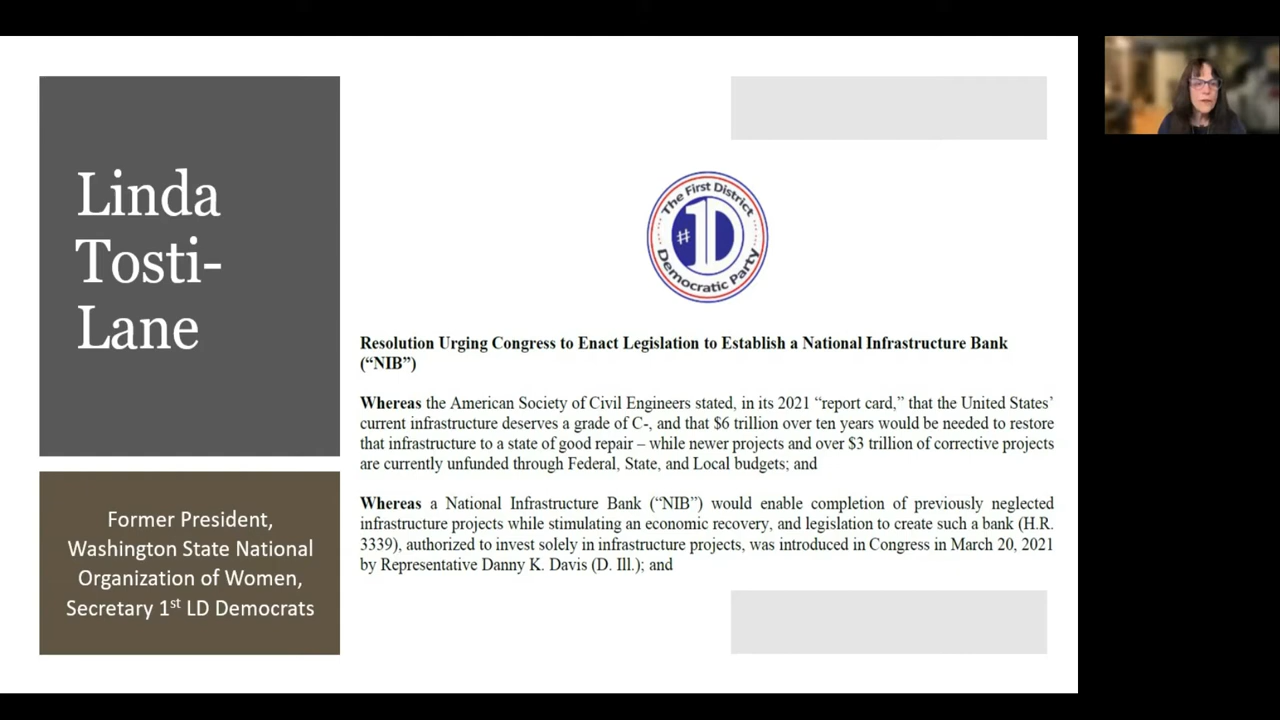 Linda
Tosti-
Lane
Former President,
Washington State National
Organization of Women,
Secretary 1st LD Democrats
The First District
#1D
Democratic Party
Resolution Urging Congress to Enact Legislation to Establish a National Infrastructure Bank
(“NIB”)
Whereas the American Society of Civil Engineers stated, in its 2021 “report card,” that the United States’
current infrastructure deserves a grade of C-, and that $6 trillion over ten years would be needed to restore
that infrastructure to a state of good repair – while newer projects and over $3 trillion of corrective projects
are currently unfunded through Federal, State, and Local budgets; and
Whereas a National Infrastructure Bank (“NIB”) would enable completion of previously neglected
infrastructure projects while stimulating an economic recovery, and legislation to create such a bank (H.R.
3339), authorized to invest solely in infrastructure projects, was introduced in Congress in March 20, 2021
by Representative Danny K. Davis (D. Ill.); and